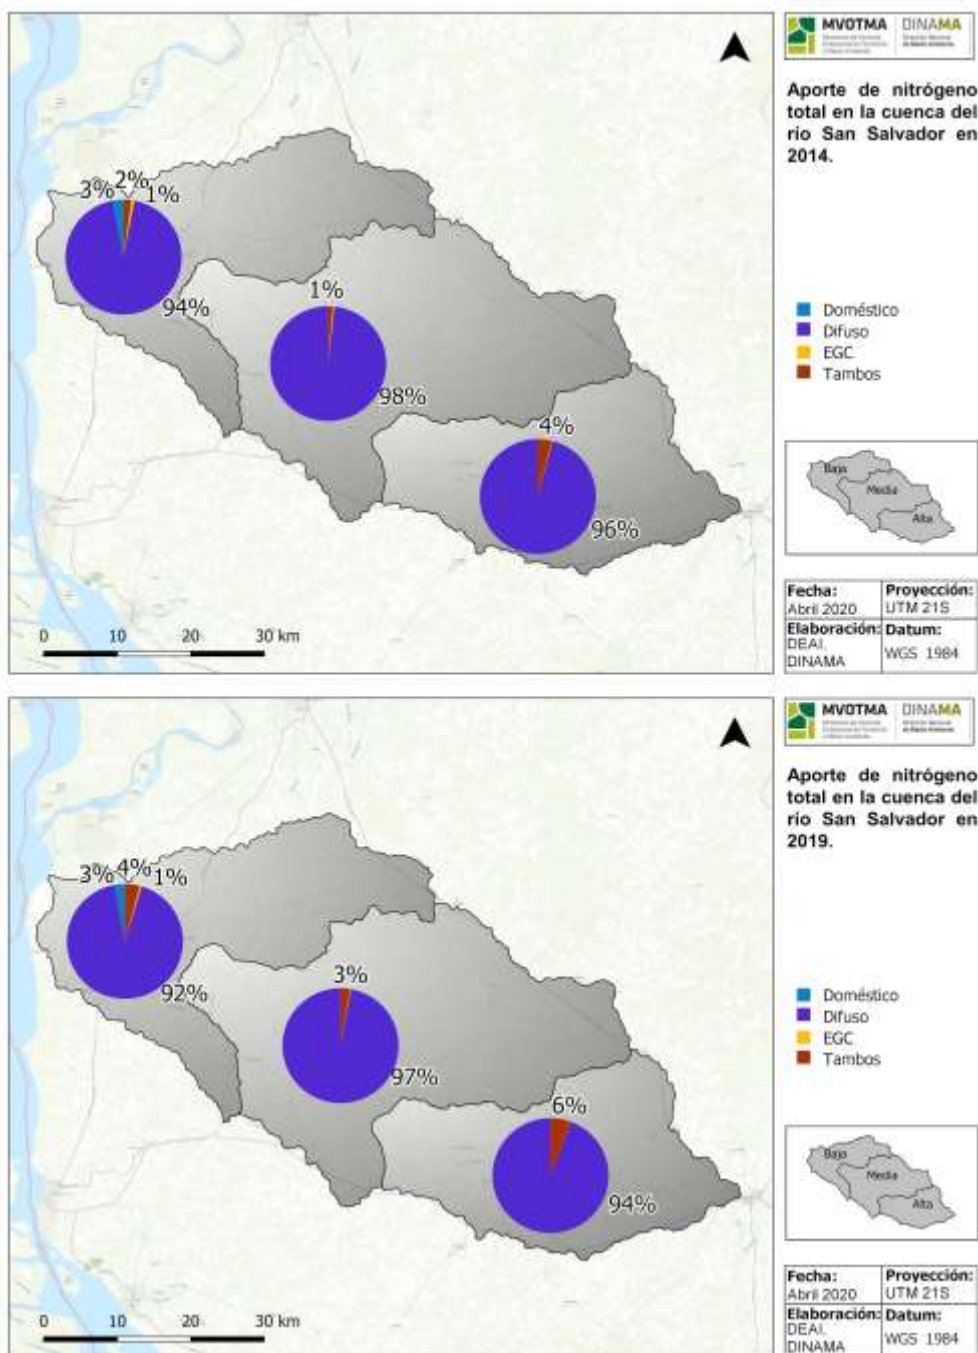 MVOTMA
DINAMA
Aporte de nitrógeno
total en la cuenca del
río San Salvador en
2014.
3%
2%
1%
94%
1%
98%
4%
96%
Doméstico
Difuso
EGC
Tambos
Baja
Media
Alta
0 10 20 30 km
Fecha:
Abril 2020
Proyección:
UTM 21S
Elaboración:
DEAI,
DINAMA
Datum:
WGS 1984
MVOTMA
DINAMA
Aporte de nitrógeno
total en la cuenca del
río San Salvador en
2019.
3%
4%
1%
92%
3%
97%
6%
94%
Doméstico
Difuso
EGC
Tambos
Baja
Media
Alta
0 10 20 30 km
Fecha:
Abril 2020
Proyección:
UTM 21S
Elaboración:
DEAI,
DINAMA
Datum:
WGS 1984